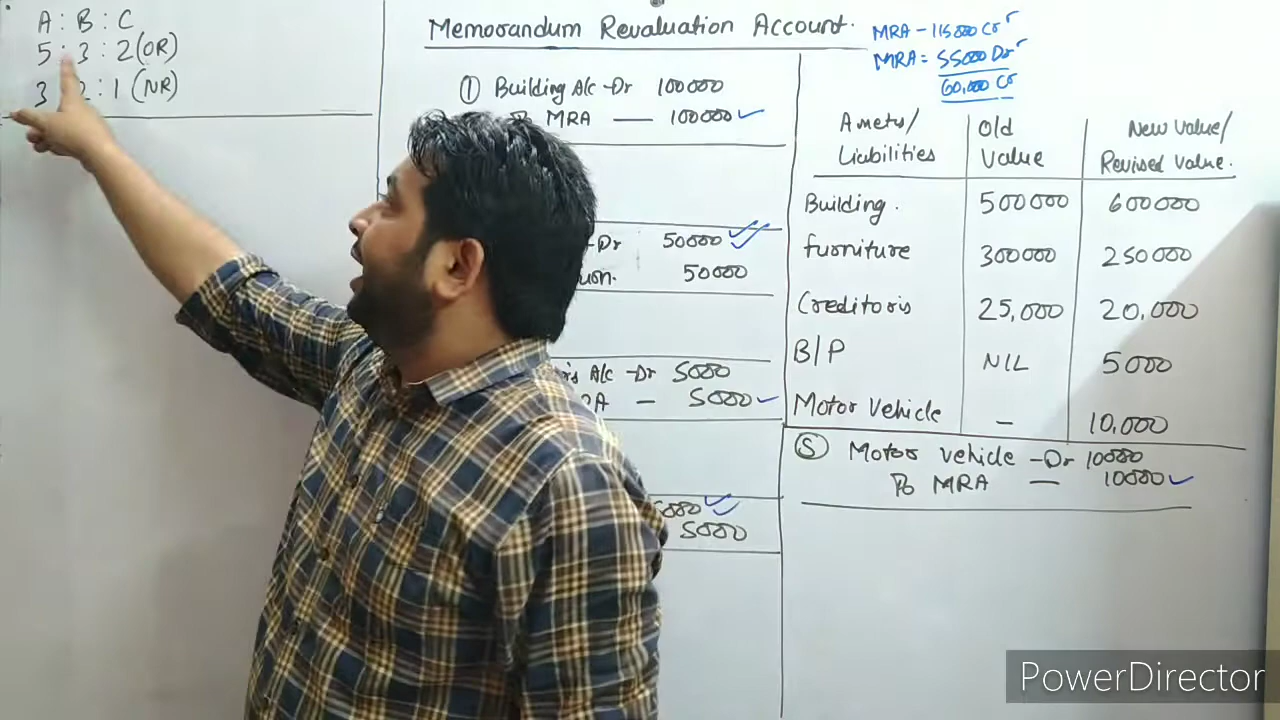 A : B : C
5 : 3 : 2 (OR)
3 2 : 1 (NR)
Memorandum Revaluation Account.
MRA - 115000 Cr
MRA = 55000 Dr
60,000 Cr
① Building A/c -Dr 100000
To MRA — 100000 ✓
-Dr 50000
50000
A/c -Dr 5000
— 5000 ✓
5000
Assets/ Liabilities
Old Value
New Value/ Revised Value.
Building. 500000 600000
furniture 300000 250000
Creditors 25,000 20,000
B/P NIL 5000
Motor Vehicle – 10,000
⑤ Motor vehicle -Dr 10000
To MRA — 10000 ✓
PowerDirector